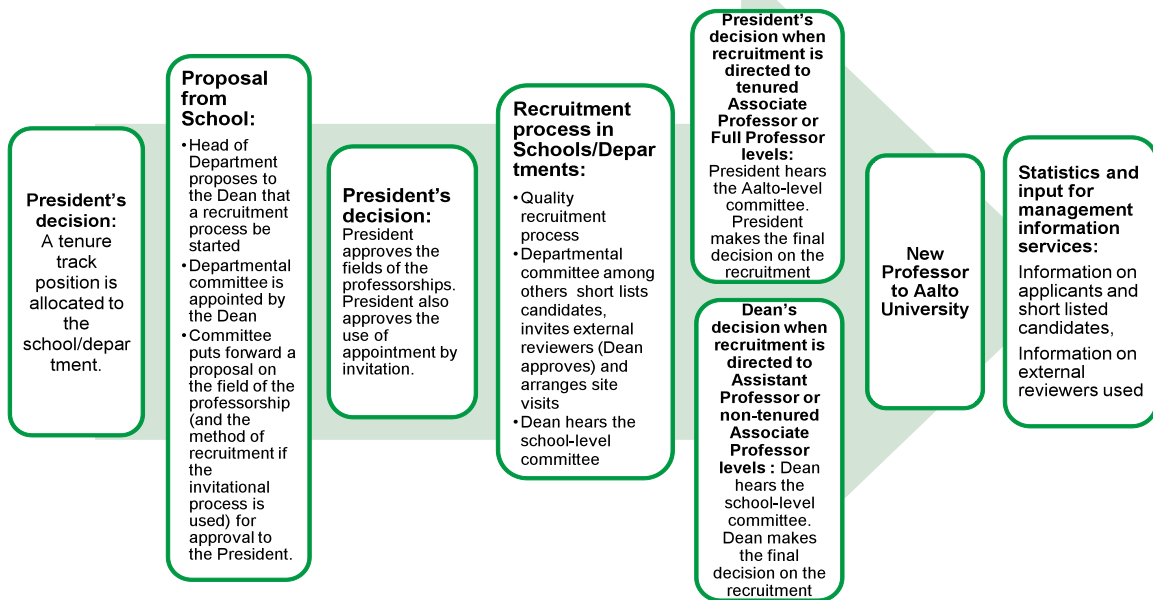 President's
decision:
A tenure
track
position is
allocated to
the
school/depar
tment.
Proposal
from
School:
•Head of
Department
proposes to
the Dean that
a recruitment
process be
started
•Departmental
committee is
appointed by
the Dean
•Committee
puts forward a
proposal on
the field of the
professorship
(and the
method of
recruitment if
the
invitational
process is
used) for
approval to
the President.
President's
decision:
President
approves the
fields of the
professorships.
President also
approves the
use of
appointment by
invitation.
Recruitment
process in
Schools/Depar
tments:
•Quality
recruitment
process
•Departmental
committee among
others short lists
candidates,
invites external
reviewers (Dean
approves) and
arranges site
visits
•Dean hears the
school-level
committee
President's
decision when
recruitment is
directed to
tenured
Associate
Professor or
Full Professor
levels:
President hears
the Aalto-level
committee.
President
makes the final
decision on the
recruitment
Dean's
decision when
recruitment is
directed to
Assistant
Professor or
non-tenured
Associate
Professor
levels : Dean
hears the
school-level
committee.
Dean makes
the final
decision on the
recruitment
New
Professor
to Aalto
University
Statistics and
input for
management
information
services:
Information on
applicants and
short listed
candidates,
Information on
external
reviewers used